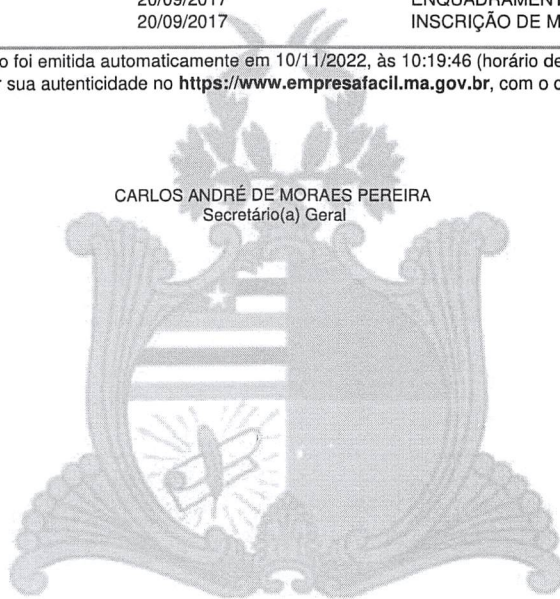 20/09/2017 ENQUADRAMENT
20/09/2017 INSCRIÇÃO DE M
o foi emitida automaticamente em 10/11/2022, às 10:19:46 (horário de
sua autenticidade no https://www.empresafacil.ma.gov.br, com o c
CARLOS ANDRÉ DE MORAES PEREIRA
Secretário(a) Geral